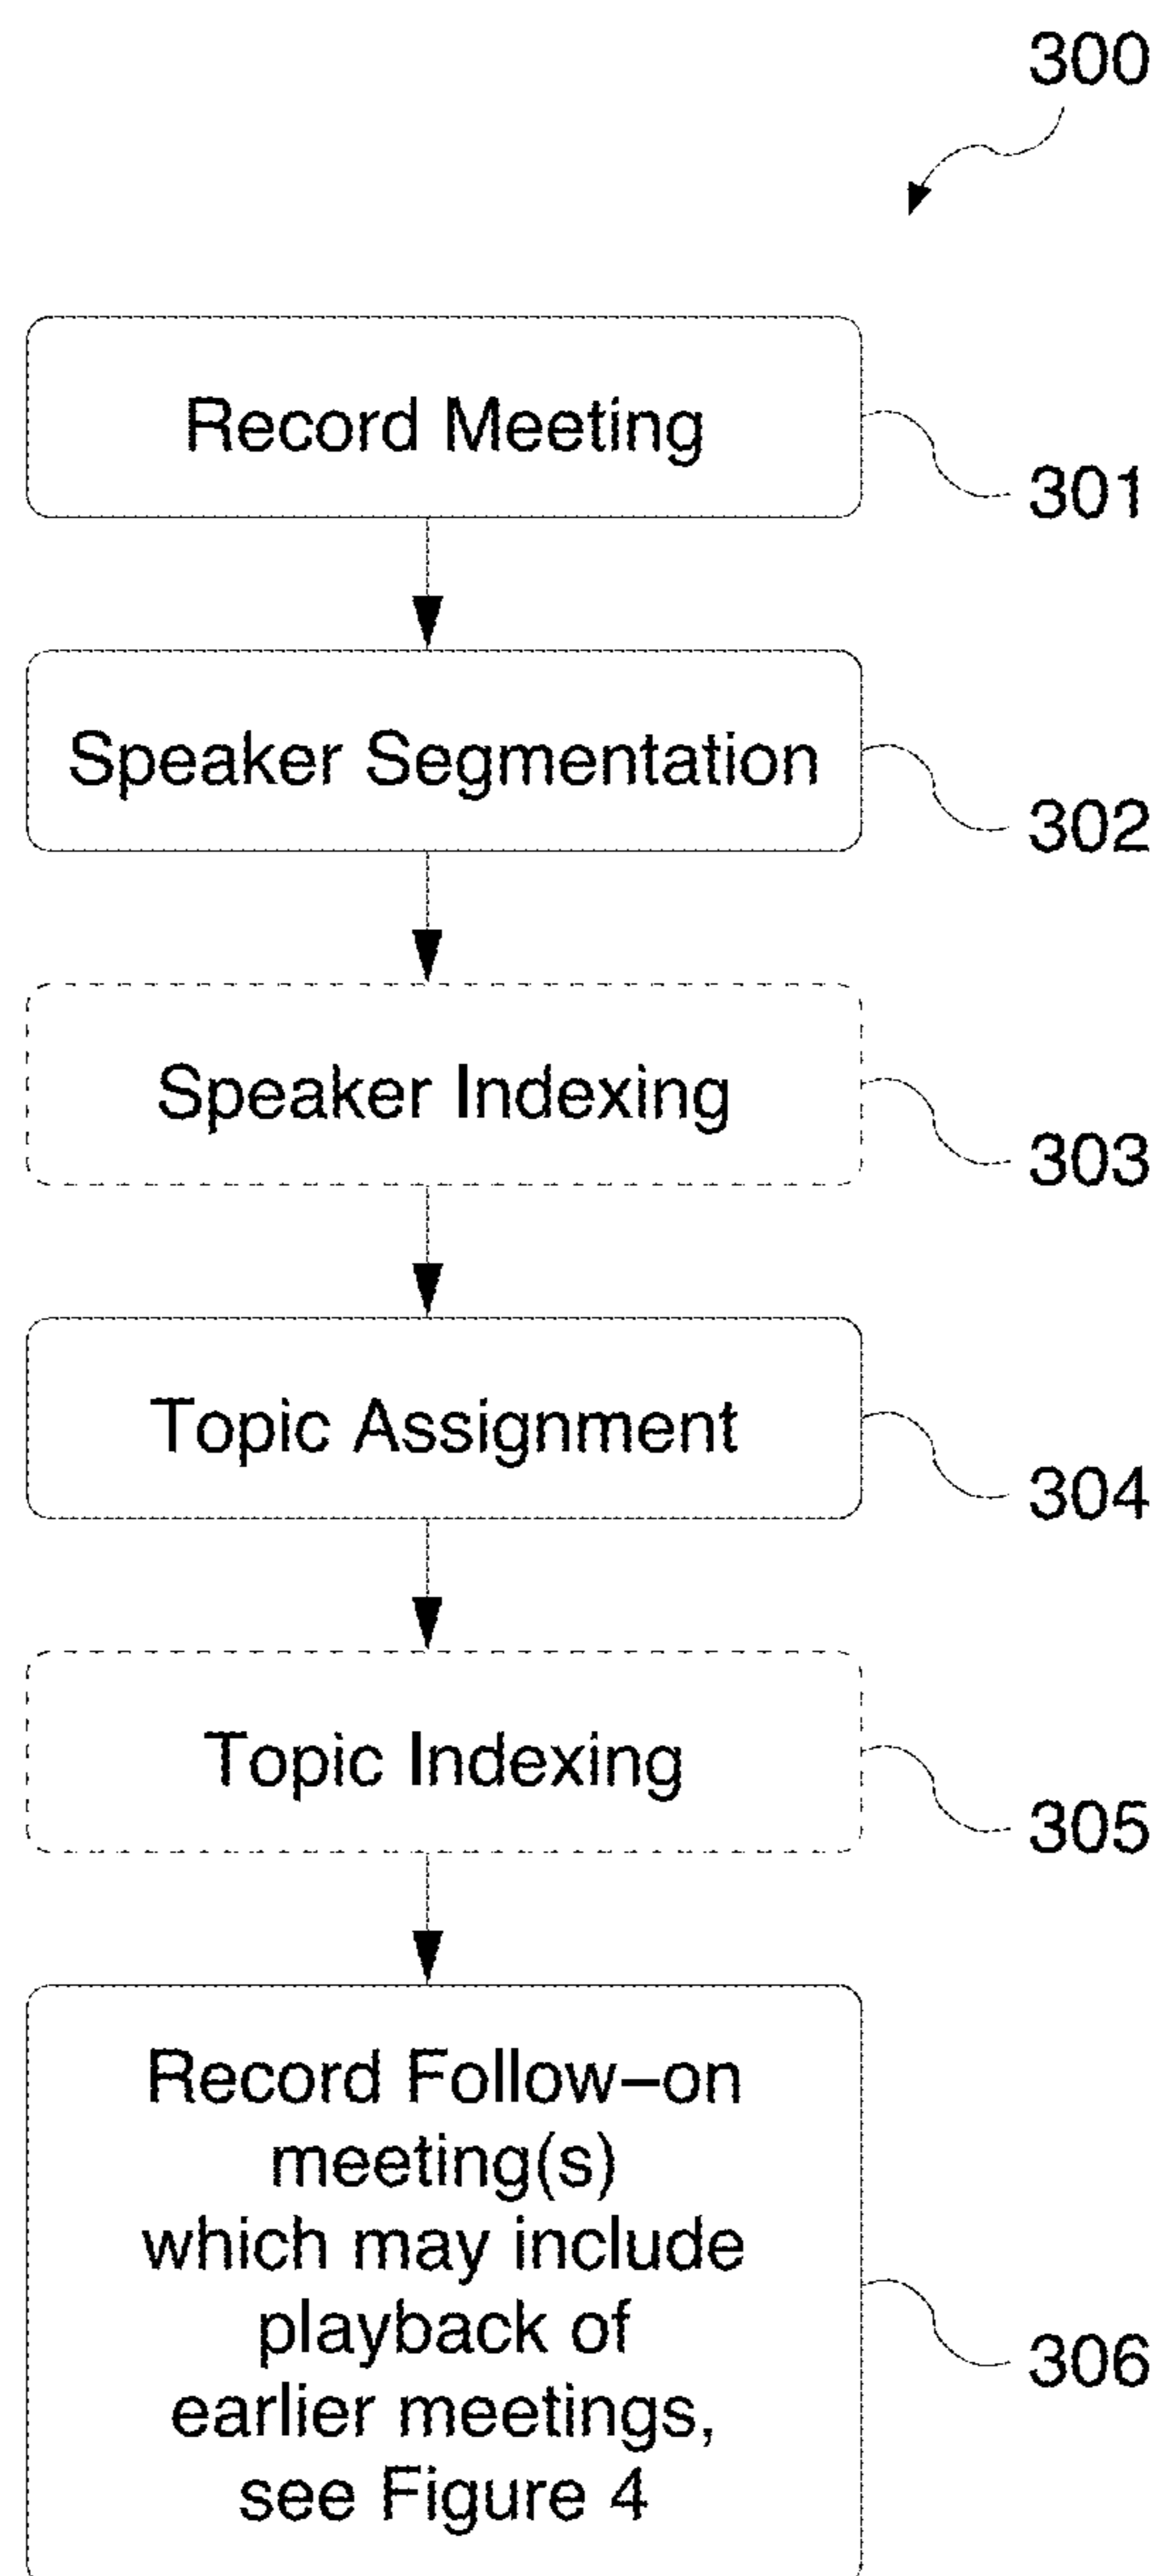 300
Record Meeting
301
Speaker Segmentation
302
Speaker Indexing
303
Topic Assignment
304
Topic Indexing
305
Record Follow–on
meeting(s)
which may include
playback of
earlier meetings,
see Figure 4
306